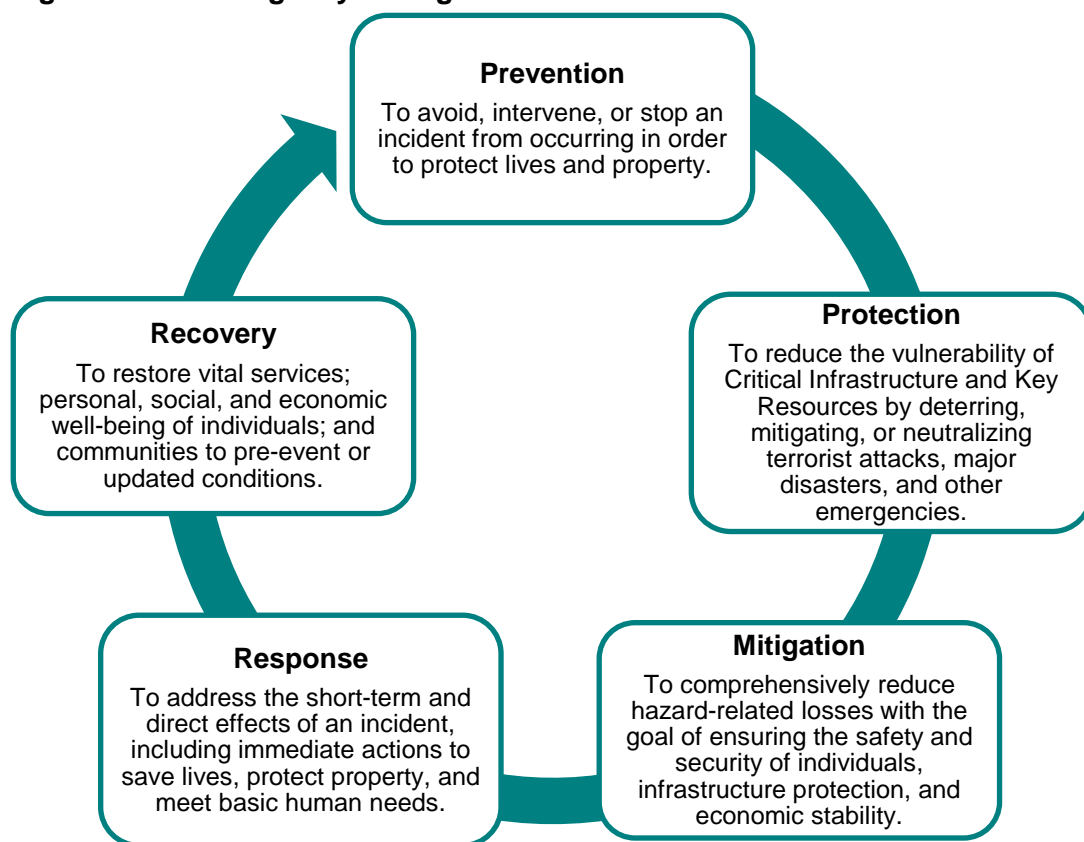 Prevention
To avoid, intervene, or stop an
incident from occurring in order
to protect lives and property.
Protection
To reduce the vulnerability of
Critical Infrastructure and Key
Resources by deterring,
mitigating, or neutralizing
terrorist attacks, major
disasters, and other
emergencies.
Mitigation
To comprehensively reduce
hazard-related losses with the
goal of ensuring the safety and
security of individuals,
infrastructure protection, and
economic stability.
Response
To address the short-term and
direct effects of an incident,
including immediate actions to
save lives, protect property, and
meet basic human needs.
Recovery
To restore vital services;
personal, social, and economic
well-being of individuals; and
communities to pre-event or
updated conditions.